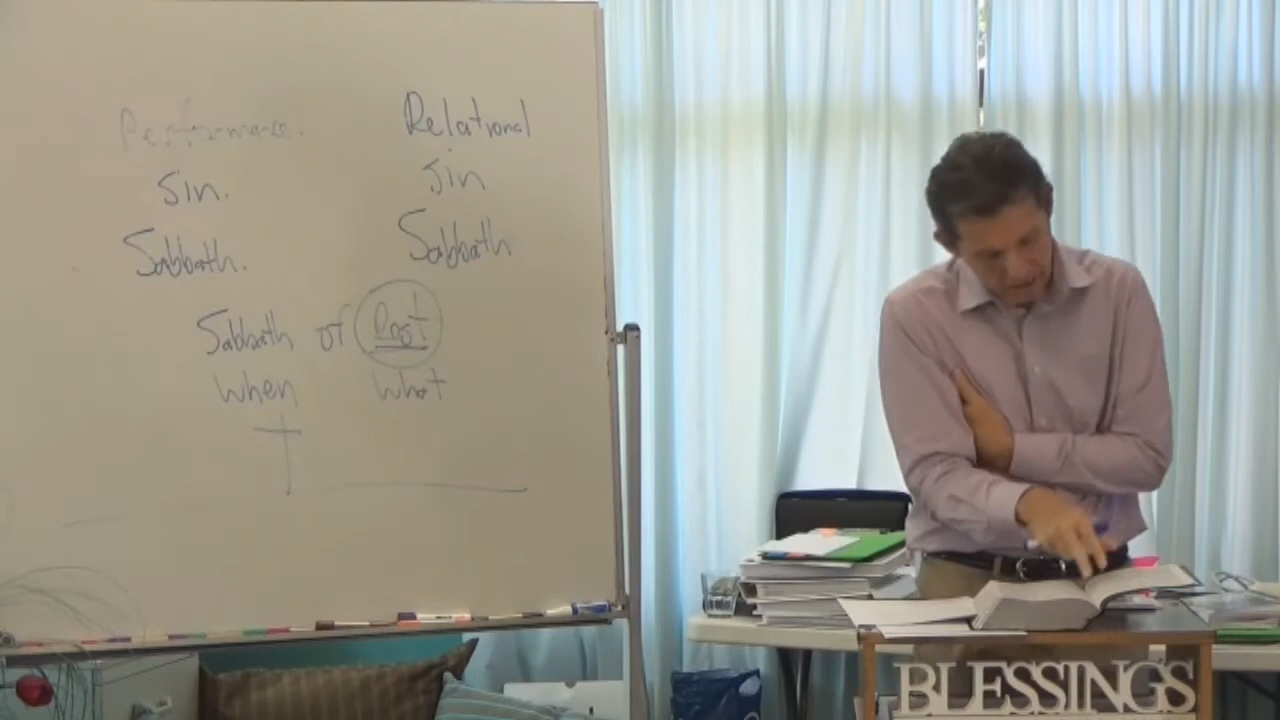 Performance. Relational
Sin. Sin
Sabbath. Sabbath
Sabbath of Rest
when what
BLESSINGS